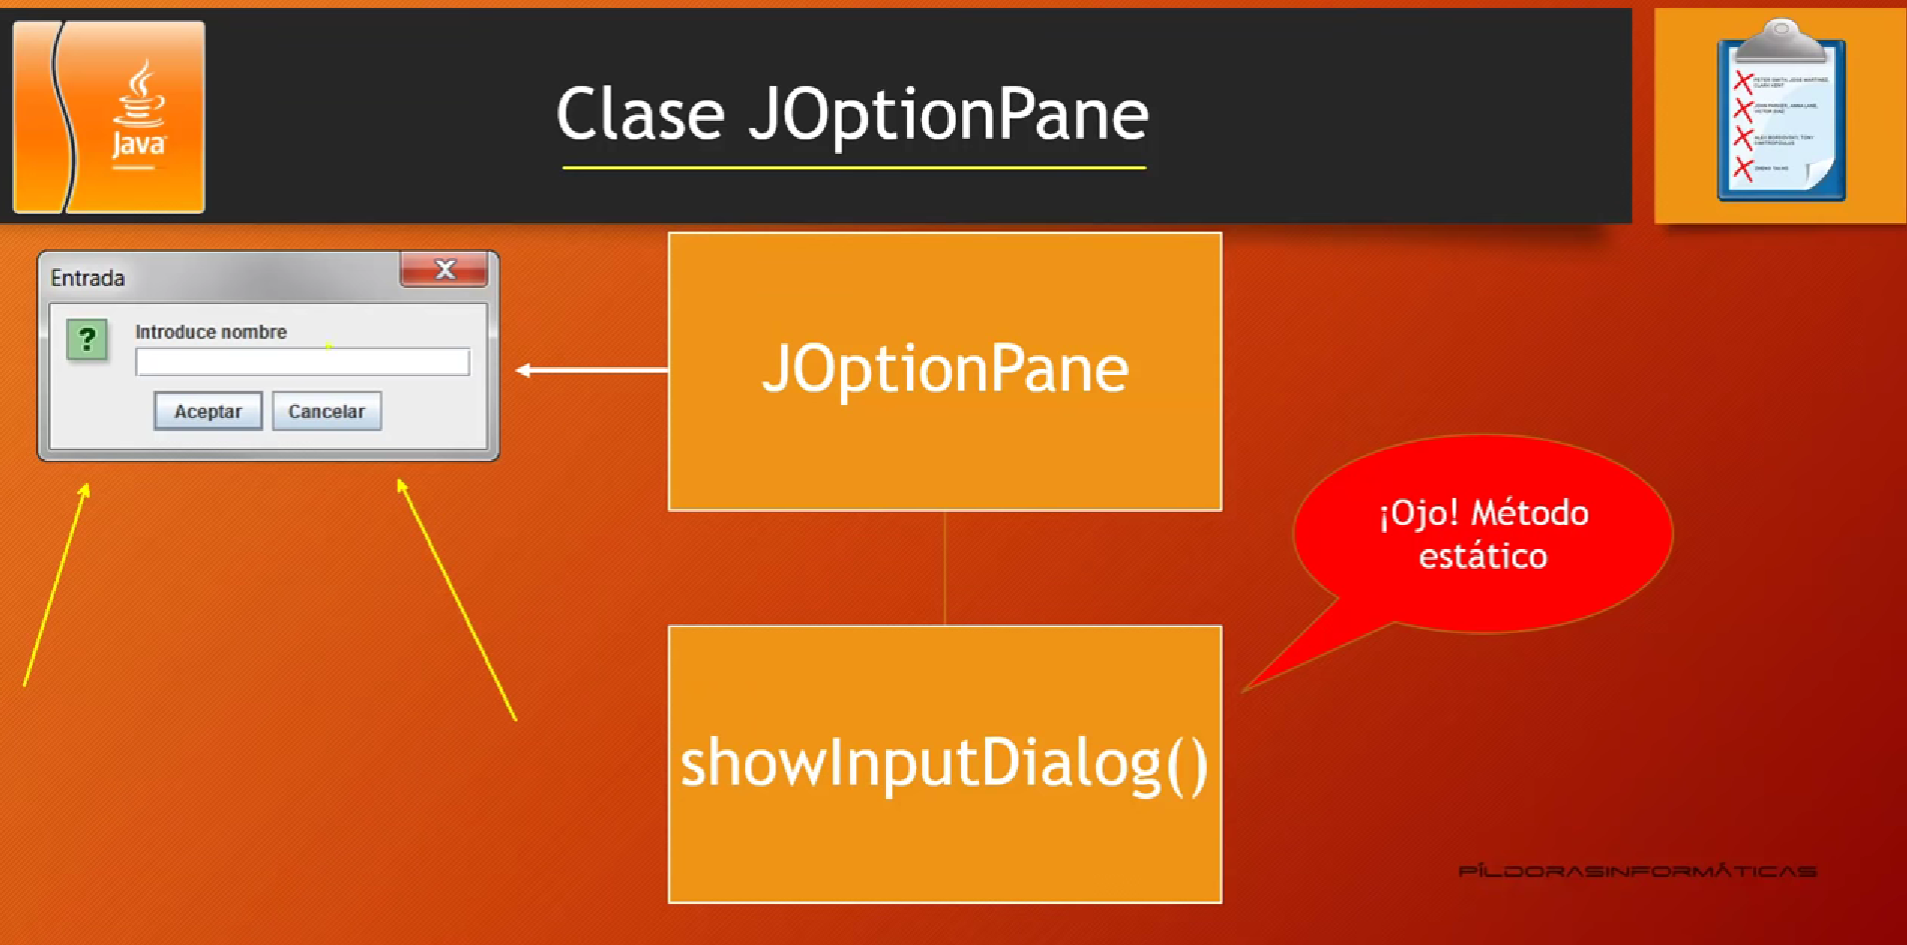 Java
Clase JOptionPane
Entrada
X
?
Introduce nombre
Aceptar
Cancelar
JOptionPane
¡Ojo! Método
estático
showInputDialog()
PÍLDORASINFORMÁTICAS